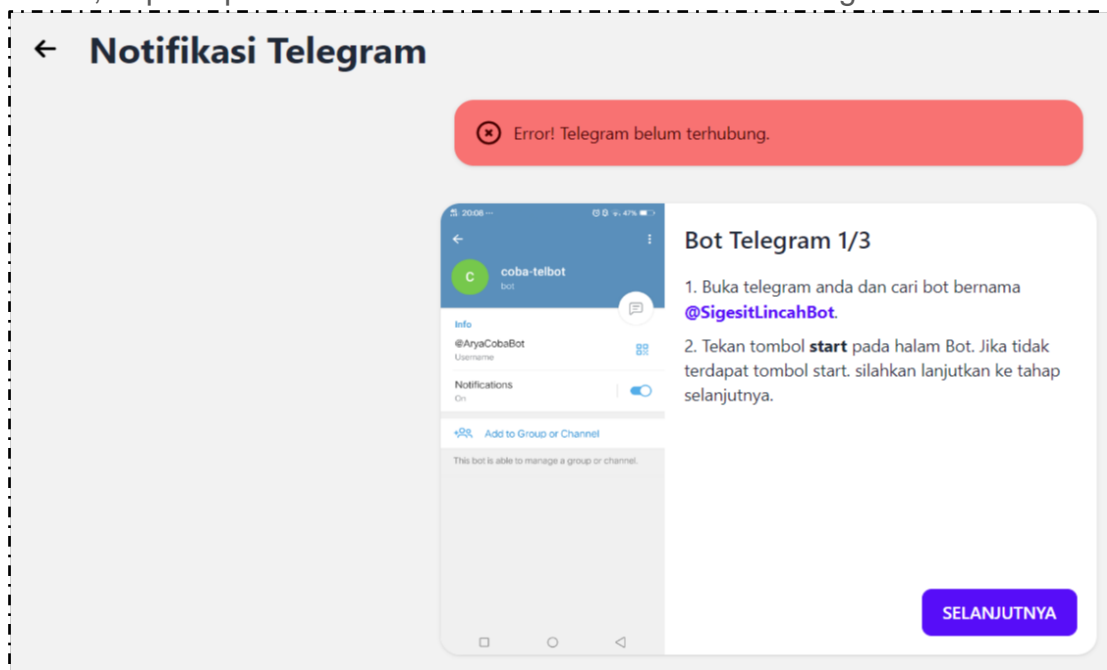 Notifikasi Telegram
Error! Telegram belum terhubung.
20:08
47%
coba-telbot
bot
Info
@AryaCobaBot
Username
Notifications
On
Add to Group or Channel
This bot is able to manage a group or channel.
Bot Telegram 1/3
1. Buka telegram anda dan cari bot bernama
@SigesitLincahBot.
2. Tekan tombol start pada halam Bot. Jika tidak
terdapat tombol start. silahkan lanjutkan ke tahap
selanjutnya.
SELANJUTNYA